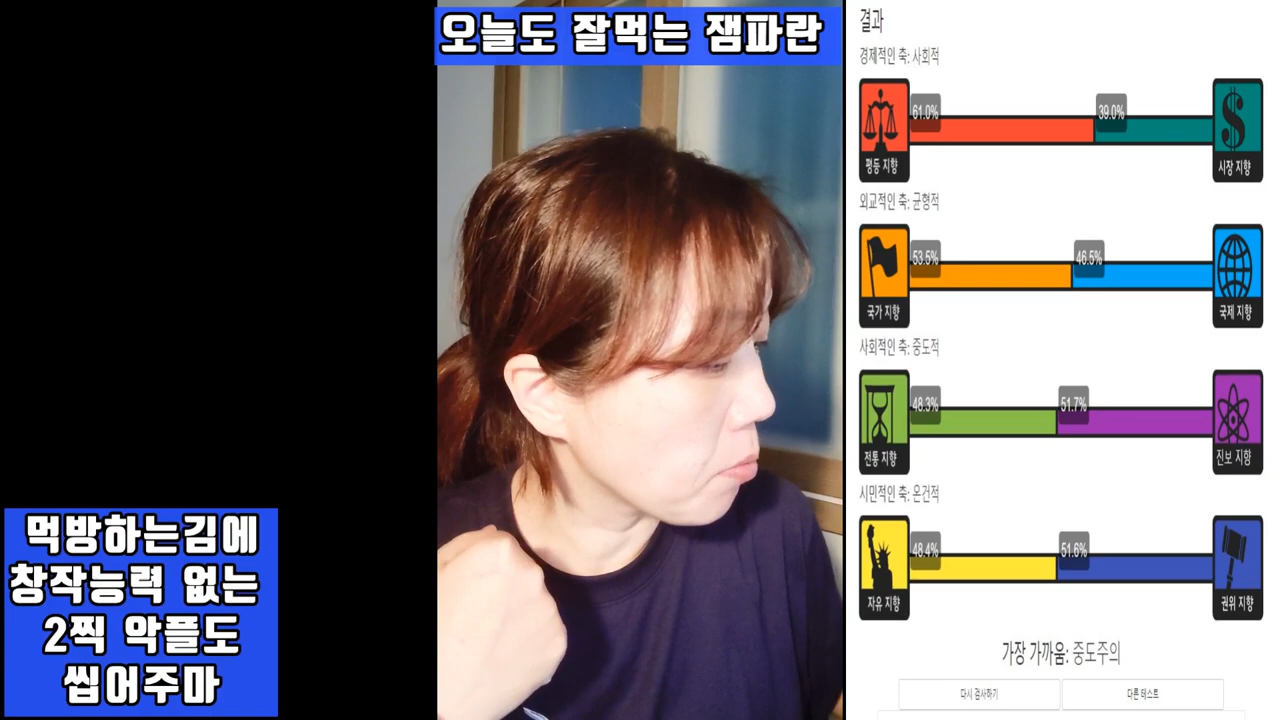 오늘도 잘먹는 잼파란
먹방하는김에
창작능력 없는
2찍 악플도
씹어주마
결과
경제적인 축: 사회적
61.0%
39.0%
평등 지향
시장 지향
외교적인 축: 균형적
53.5%
46.5%
국가 지향
국제 지향
사회적인 축: 중도적
48.3%
51.7%
전통 지향
진보 지향
시민적인 축: 온건적
48.4%
51.6%
자유 지향
권위 지향
가장 가까움: 중도주의
다시 검사하기
다른 테스트